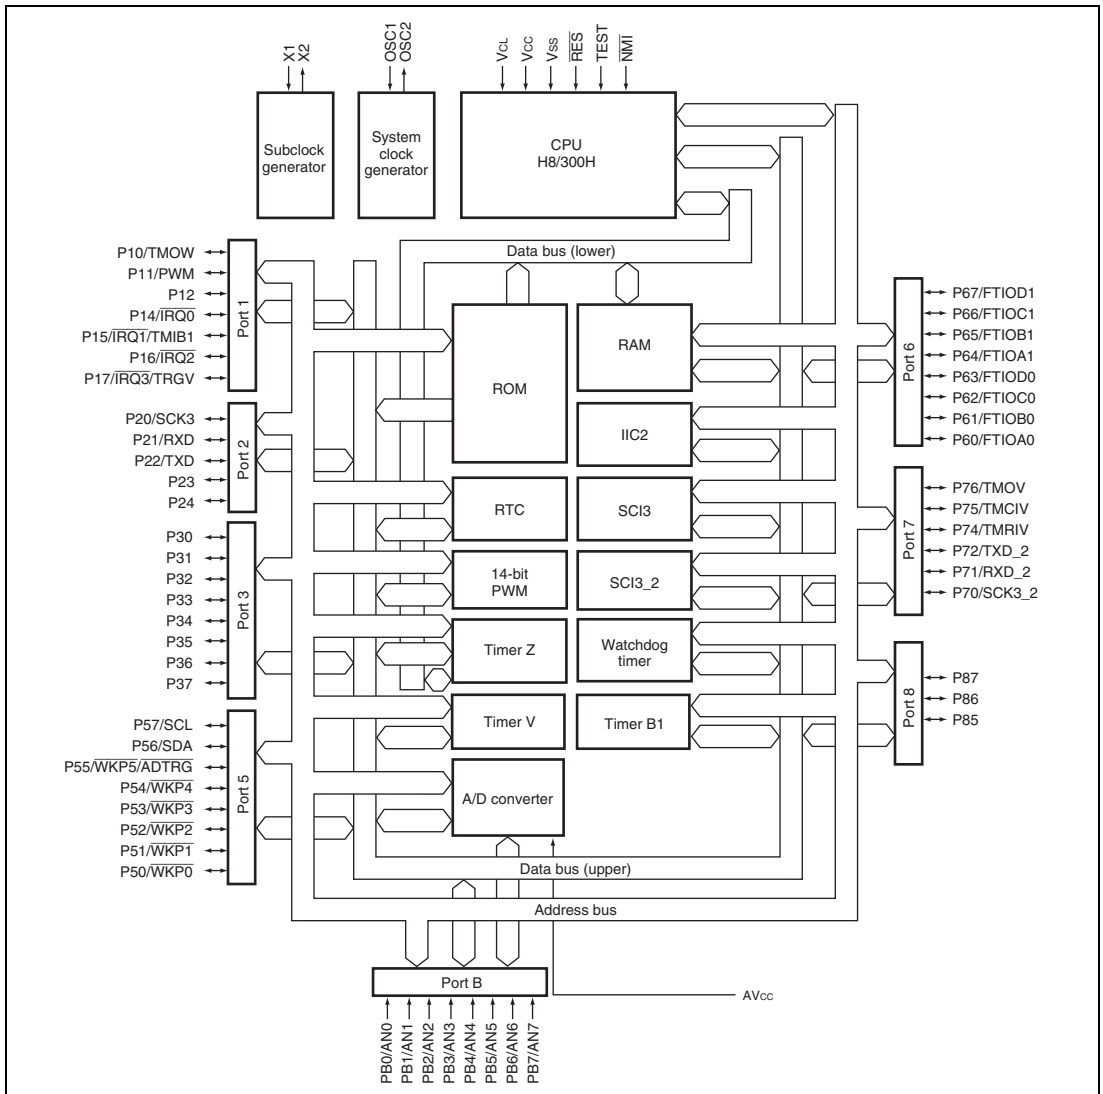 X1
X2
OSC1
OSC2
VCL
VCC
VSS
RES
TEST
NMI
Subclock
generator
System
clock
generator
CPU
H8/300H
Data bus (lower)
P10/TMOW
P11/PWM
P12
P14/IRQ0
P15/IRQ1/TMIB1
P16/IRQ2
P17/IRQ3/TRGV
Port 1
P20/SCK3
P21/RXD
P22/TXD
P23
P24
Port 2
P30
P31
P32
P33
P34
P35
P36
P37
Port 3
P57/SCL
P56/SDA
P55/WKP5/ADTRG
P54/WKP4
P53/WKP3
P52/WKP2
P51/WKP1
P50/WKP0
Port 5
ROM
RAM
IIC2
RTC
SCI3
14-bit
PWM
SCI3_2
Timer Z
Watchdog
timer
Timer V
Timer B1
A/D converter
Port 6
P67/FTIOD1
P66/FTIOC1
P65/FTIOB1
P64/FTIOA1
P63/FTIOD0
P62/FTIOC0
P61/FTIOB0
P60/FTIOA0
Port 7
P76/TMOV
P75/TMCIV
P74/TMRIV
P72/TXD_2
P71/RXD_2
P70/SCK3_2
Port 8
P87
P86
P85
Data bus (upper)
Address bus
Port B
AVCC
PB0/AN0
PB1/AN1
PB2/AN2
PB3/AN3
PB4/AN4
PB5/AN5
PB6/AN6
PB7/AN7